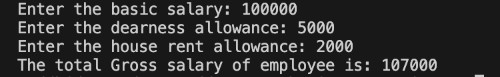 Enter the basic salary: 100000
Enter the dearness allowance: 5000
Enter the house rent allowance: 2000
The total Gross salary of employee is: 107000